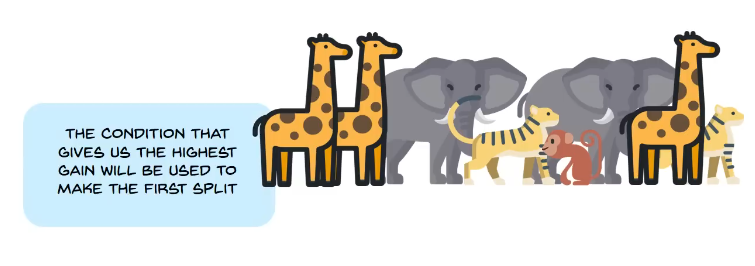 THE CONDITION THAT
GIVES US THE HIGHEST
GAIN WILL BE USED TO
MAKE THE FIRST SPLIT